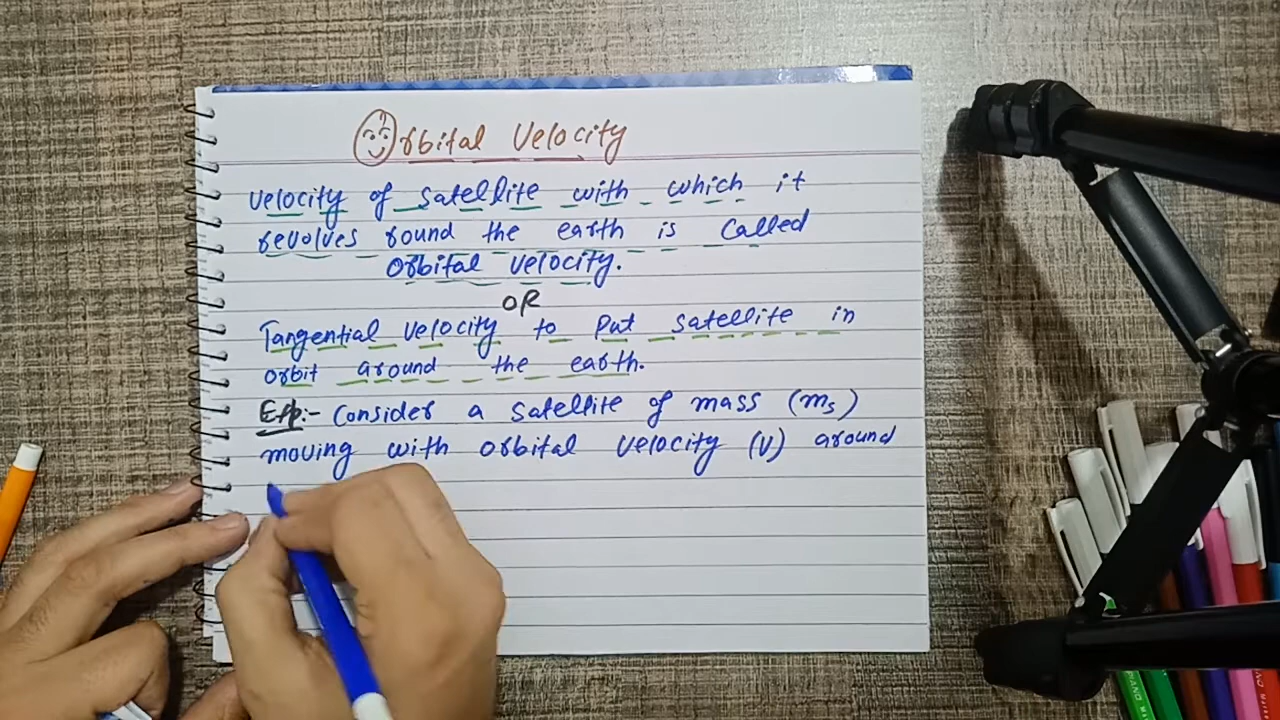 Orbital Velocity
Velocity of satellite with which it
revolves round the earth is called
orbital velocity.
OR
Tangential velocity to put satellite in
orbit around the earth.
Exp:- Consider a satellite of mass (ms)
moving with orbital velocity (v) around